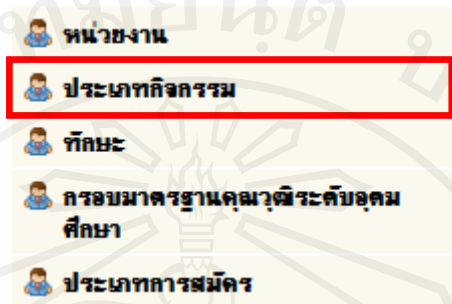 หน่วยงาน
ประเภทกิจกรรม
ทักษะ
กรอบมาตรฐานคุณวุฒิระดับอุดม
ศึกษา
ประเภทการสมัคร